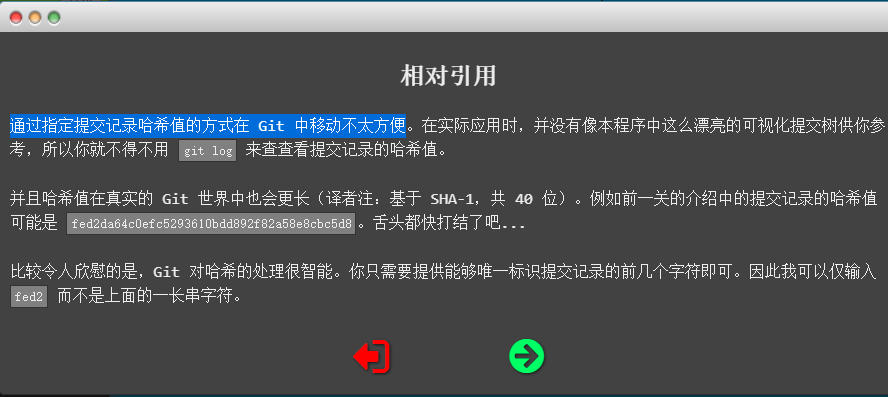 相对引用
通过指定提交记录哈希值的方式在 Git 中移动不太方便。在实际应用时，并没有像本程序中这么漂亮的可视化提交树供你参
考，所以你就不得不用 git log 来查查看提交记录的哈希值。
并且哈希值在真实的 Git 世界中也会更长（译者注：基于 SHA-1，共 40 位）。例如前一关的介绍中的提交记录的哈希值
可能是 fed2da64c0efc5293610bdd892f82a58e8cbc5d8。舌头都快打结了吧...
比较令人欣慰的是，Git 对哈希的处理很智能。你只需要提供能够唯一标识提交记录的前几个字符即可。因此我可以仅输入
fed2 而不是上面的一长串字符。